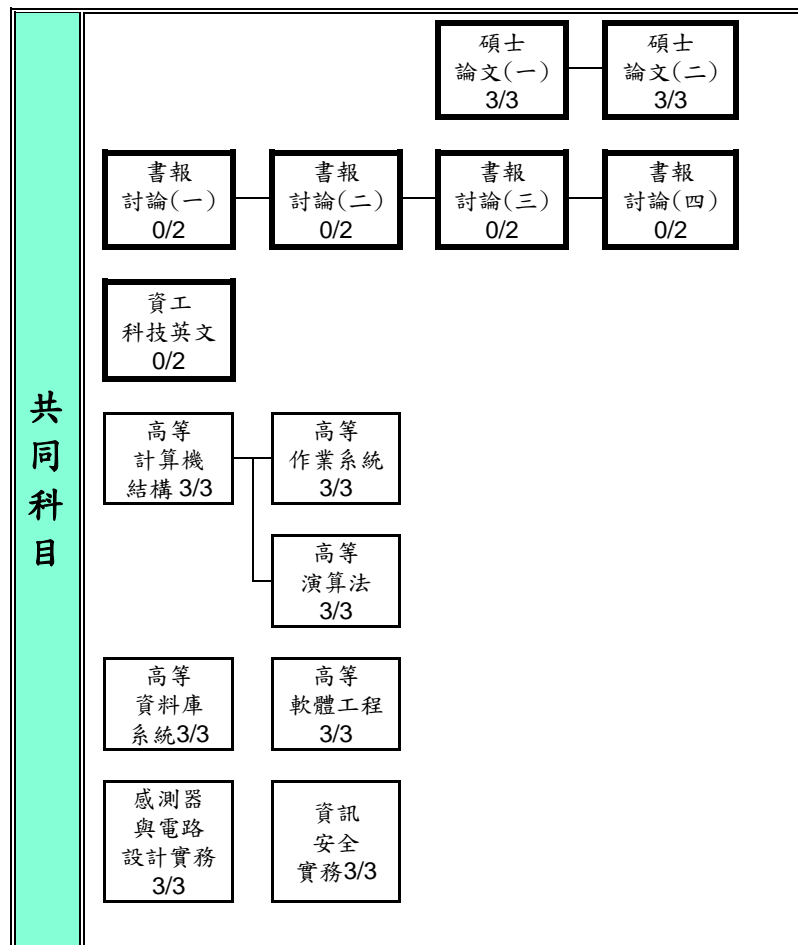 共同科目
碩士
論文(一)
3/3
碩士
論文(二)
3/3
書報
討論(一)
0/2
書報
討論(二)
0/2
書報
討論(三)
0/2
書報
討論(四)
0/2
資工
科技英文
0/2
高等
計算機
結構 3/3
高等
作業系統
3/3
高等
演算法
3/3
高等
資料庫
系統3/3
高等
軟體工程
3/3
感測器
與電路
設計實務
3/3
資訊
安全
實務3/3